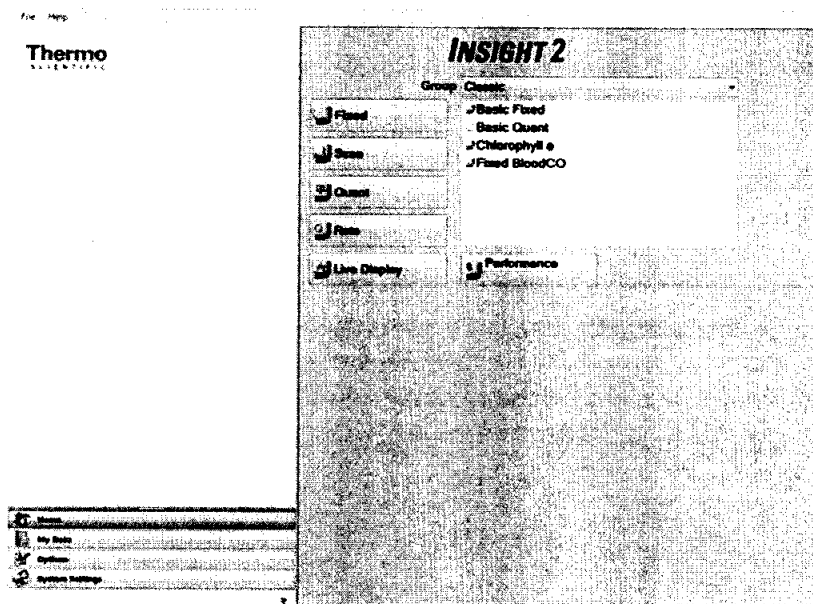 File Help
Thermo
SCIENTIFIC
INSIGHT 2
Group Classic
Fixed
Scan
Quant
Rate
Live Display
Basic Fixed
Basic Quant
Chlorophyll a
Fixed BloodCO
Performance
Home
My Data
Options
System Settings